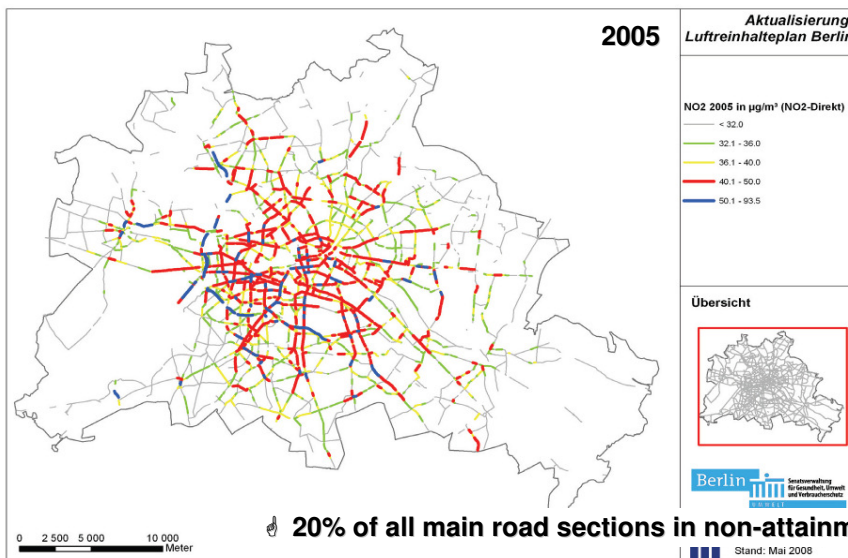 2005
Aktualisierung
Luftreinhalteplan Berlin
NO2 2005 in µg/m³ (NO2-Direkt)
< 32.0
32.1 - 36.0
36.1 - 40.0
40.1 - 50.0
50.1 - 93.5
Übersicht
Berlin
Senatsverwaltung
für Gesundheit, Umwelt
und Verbraucherschutz
UMWELT
20% of all main road sections in non-attainm
0 2 500 5 000 10 000
Meter
Stand: Mai 2008